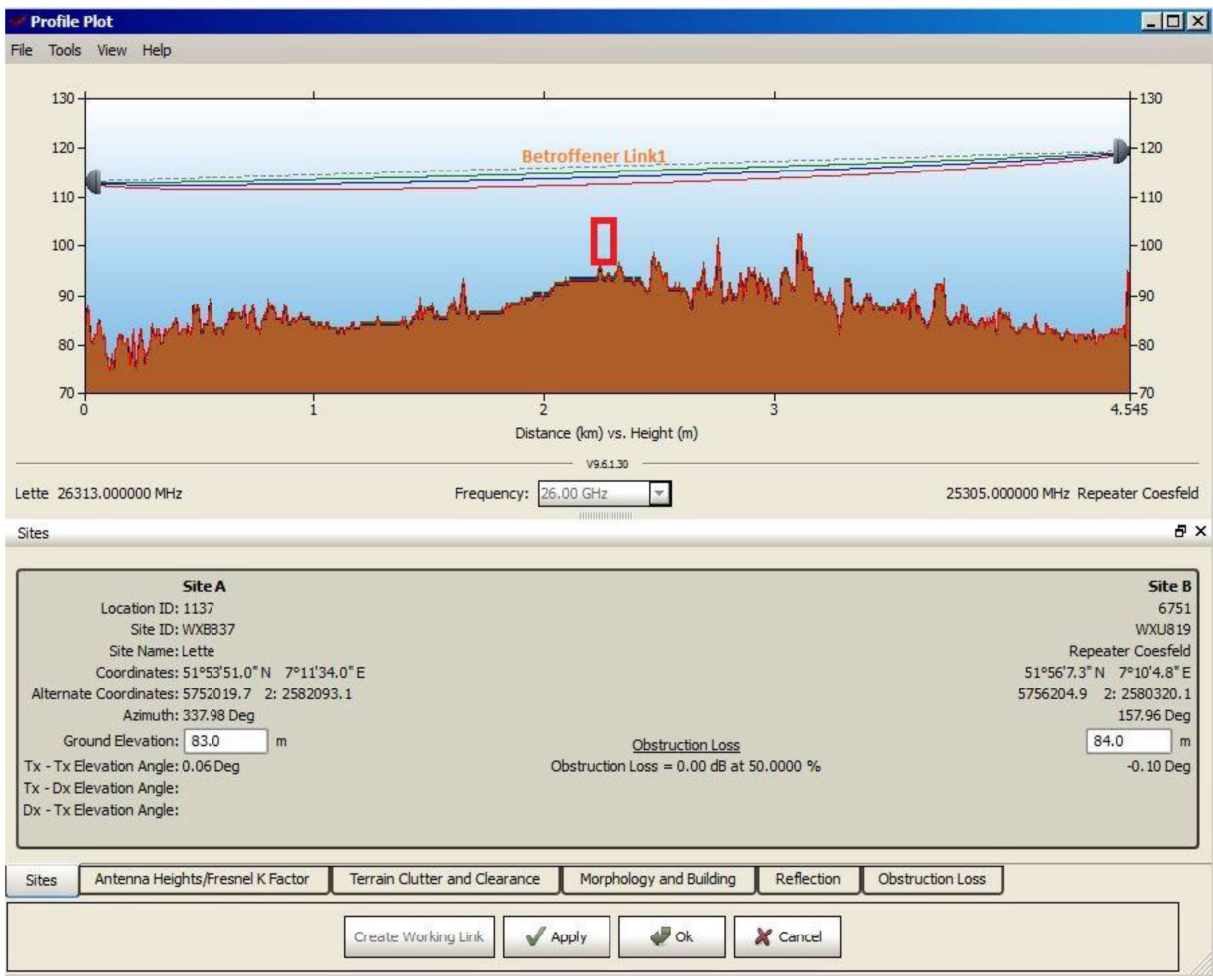 Profile Plot
File Tools View Help
130 130
120 120
Betroffener Link1
110 110
100 100
90 90
80 80
70 70
0 1 2 3 4.545
Distance (km) vs. Height (m)
V9.6.1.30
Lette 26313.000000 MHz Frequency: 26.00 GHz 25305.000000 MHz Repeater Coesfeld
Sites
Site A Site B
Location ID: 1137 6751
Site ID: WXB837 WXU819
Site Name: Lette Repeater Coesfeld
Coordinates: 51°53'51.0" N 7°11'34.0" E 51°56'7.3" N 7°10'4.8" E
Alternate Coordinates: 5752019.7 2: 2582093.1 5756204.9 2: 2580320.1
Azimuth: 337.98 Deg 157.96 Deg
Ground Elevation: 83.0 m Obstruction Loss 84.0 m
Tx - Tx Elevation Angle: 0.06 Deg Obstruction Loss = 0.00 dB at 50.0000 % -0.10 Deg
Tx - Dx Elevation Angle:
Dx - Tx Elevation Angle:
Sites Antenna Heights/Fresnel K Factor Terrain Clutter and Clearance Morphology and Building Reflection Obstruction Loss
Create Working Link Apply Ok Cancel